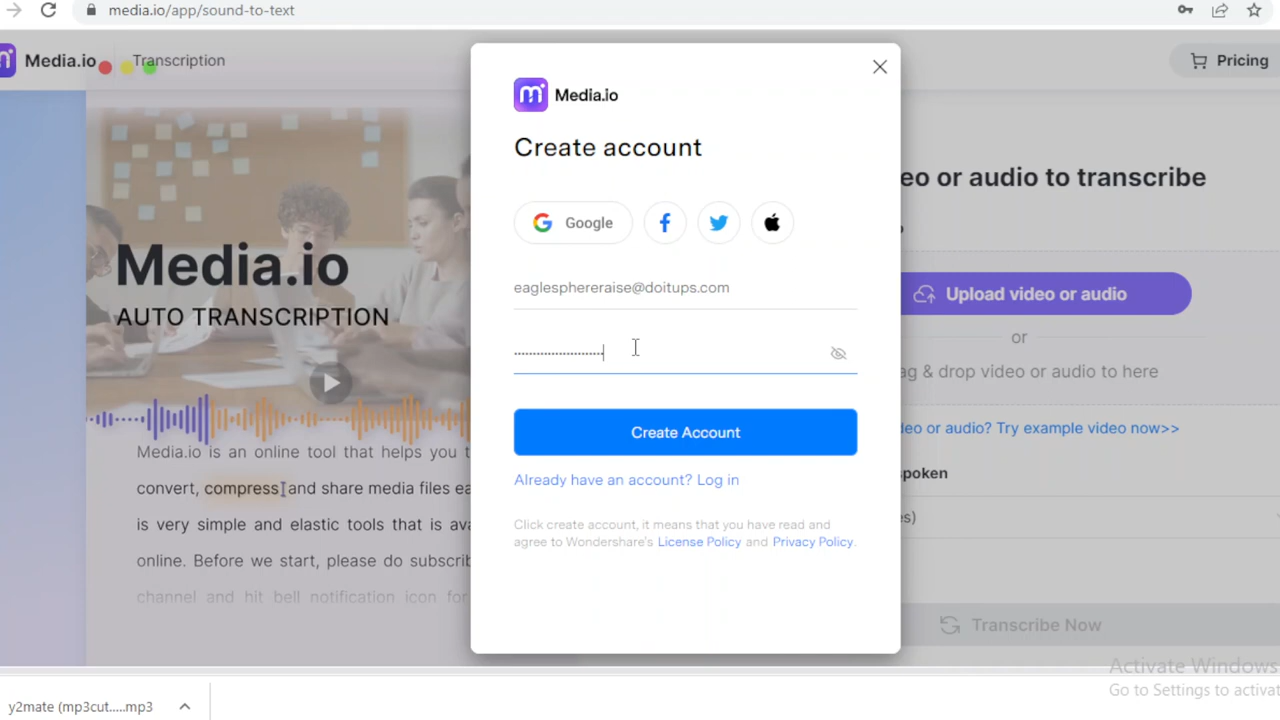 media.io/app/sound-to-text
Media.io
Transcription
Pricing
Media.io
AUTO TRANSCRIPTION
Media.io is an online tool that helps you
convert, compress and share media files
is very simple and elastic tools that is
online. Before we start, please do
channel and hit bell notification icon for
Media.io
Create account
Google
eaglesphereraise@doitups.com
Create Account
Already have an account? Log in
Click create account, it means that you have read and
agree to Wondershare's License Policy and Privacy Policy.
or audio to transcribe
Upload video or audio
or
& drop video or audio to here
or audio? Try example video now>>
spoken
Transcribe Now
Activate Windows
Go to Settings to
y2mate (mp3cut.....mp3